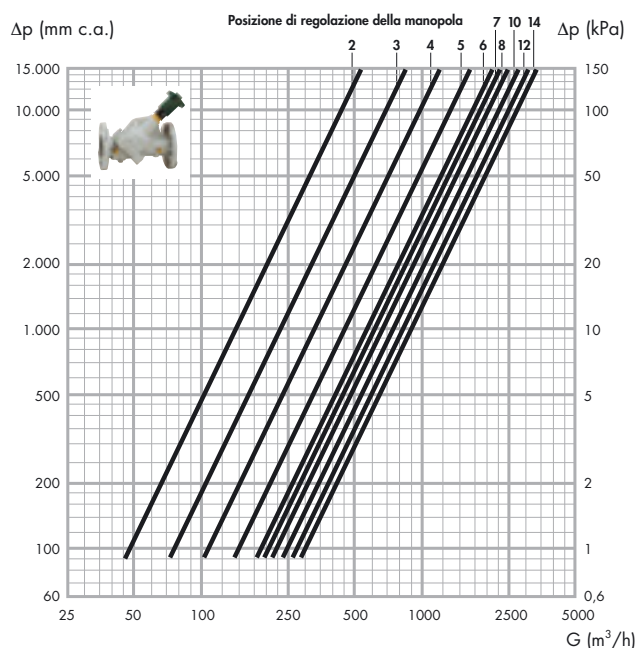 Posizione di regolazione della manopola
Δp (mm c.a.)
Δp (kPa)
7 10 14
2 3 4 5 6 8 12
15.000 150
10.000 100
5.000 50
2.000 20
1.000 10
500 5
200 2
100 1
60 0,6
25 50 100 250 500 1000 2500 5000
G (m³/h)